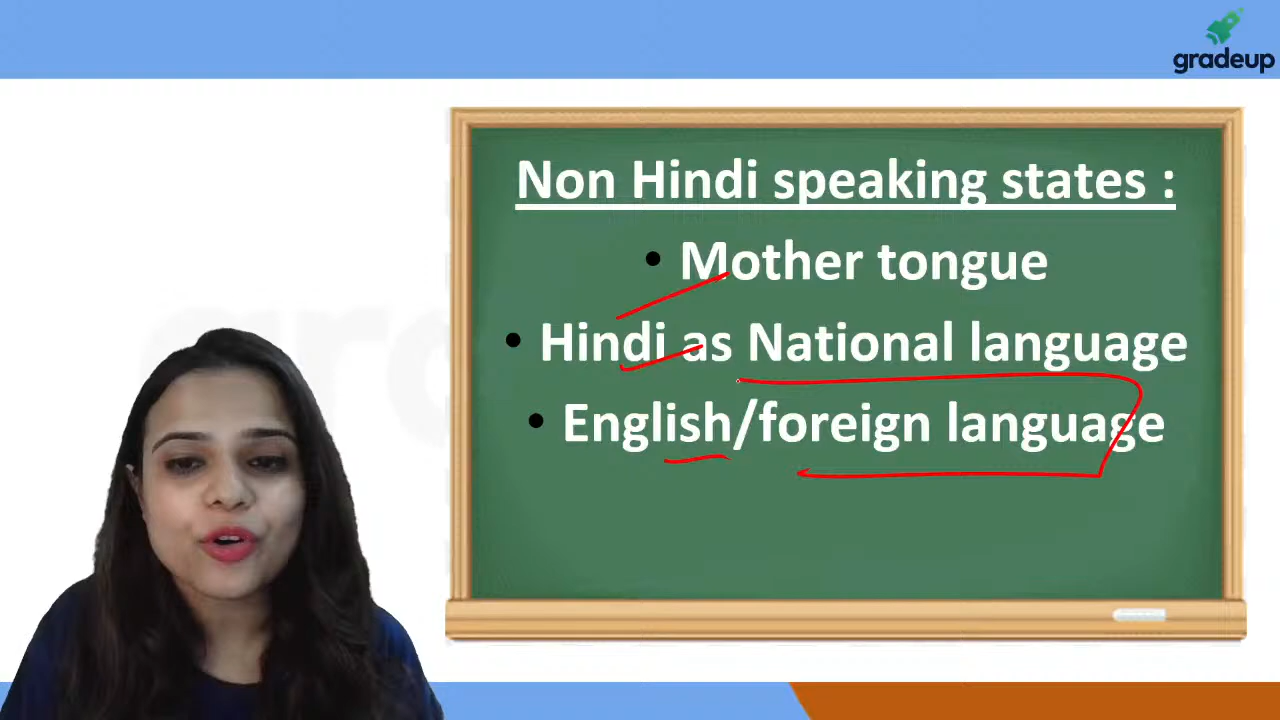 gradeup
Non Hindi speaking states :
• Mother tongue
• Hindi as National language
• English/foreign language